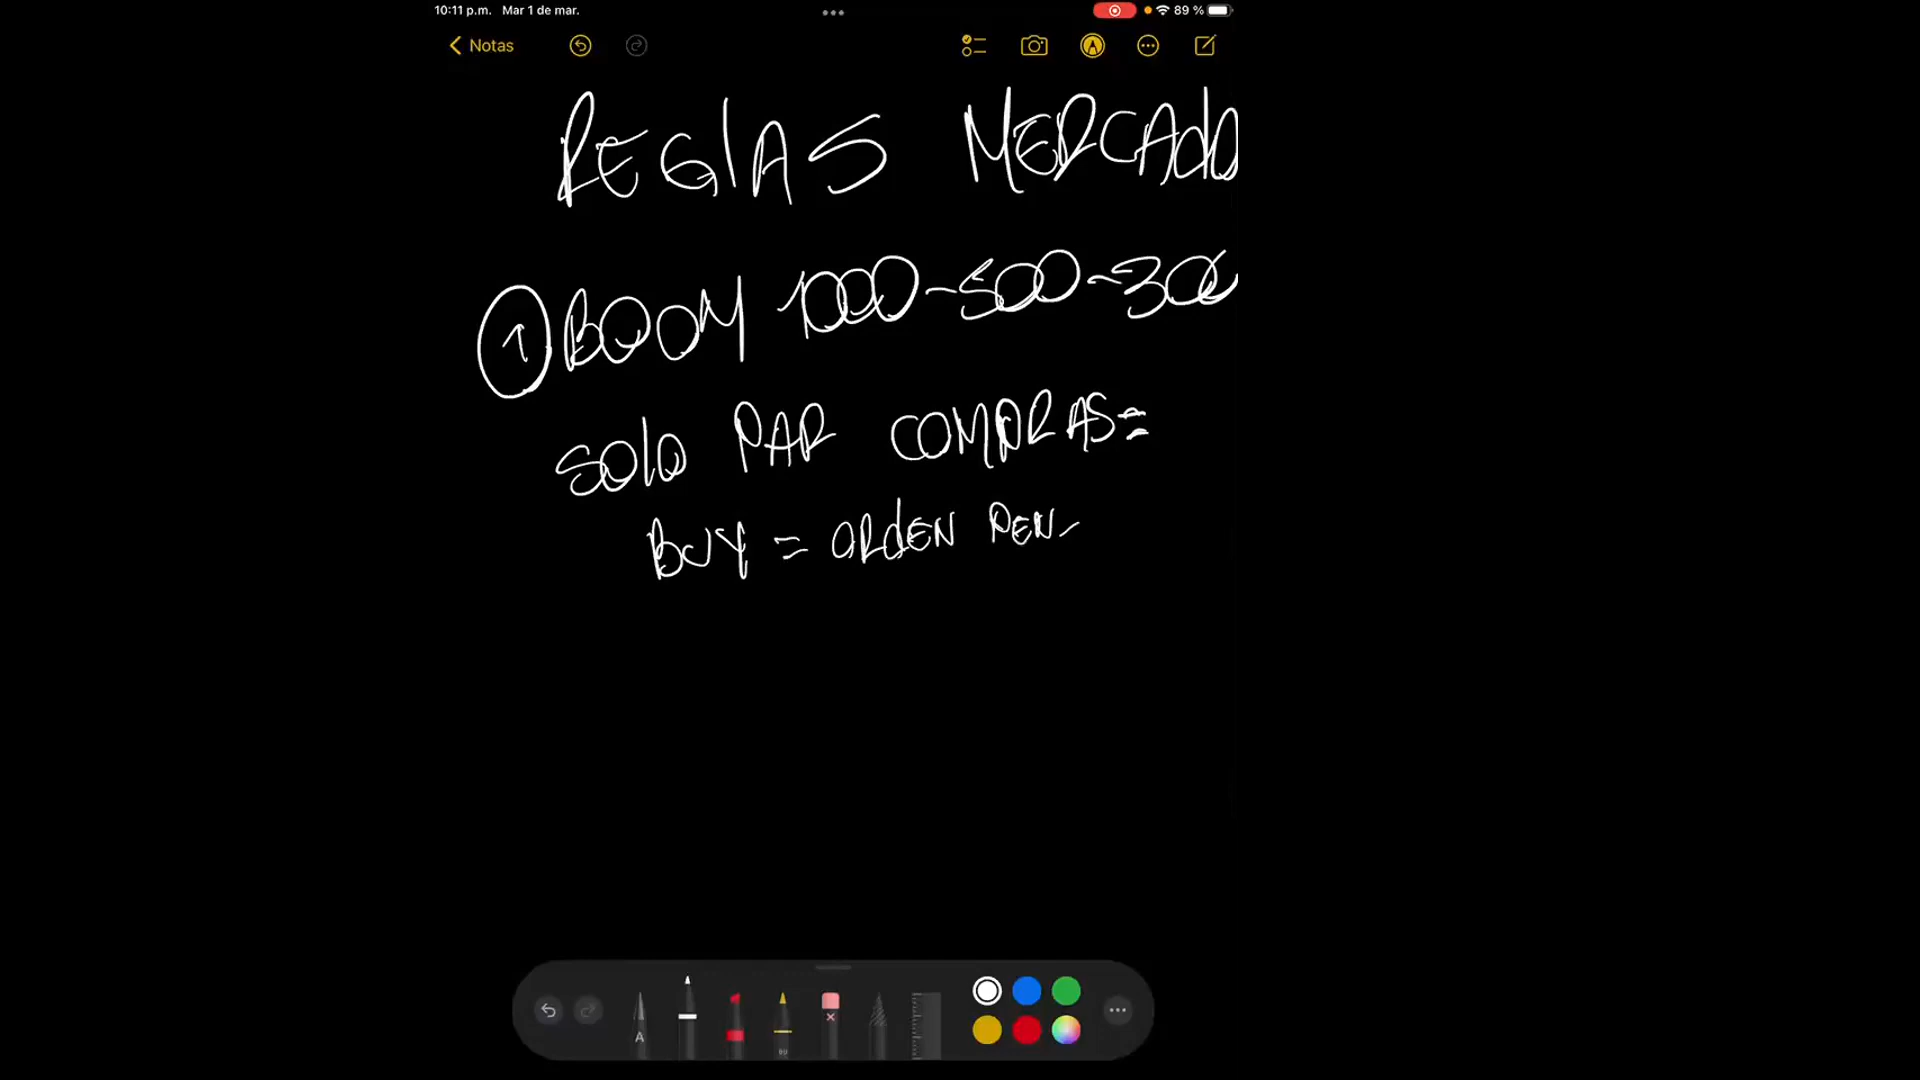 10:11 p.m. Mar 1 de mar. 89 %
Notas
REGlAS MERCAdO
1 BOOM 1000-500-300
SOlO PAR COMPRAS=
BUY = ORdEN PEN
A
80